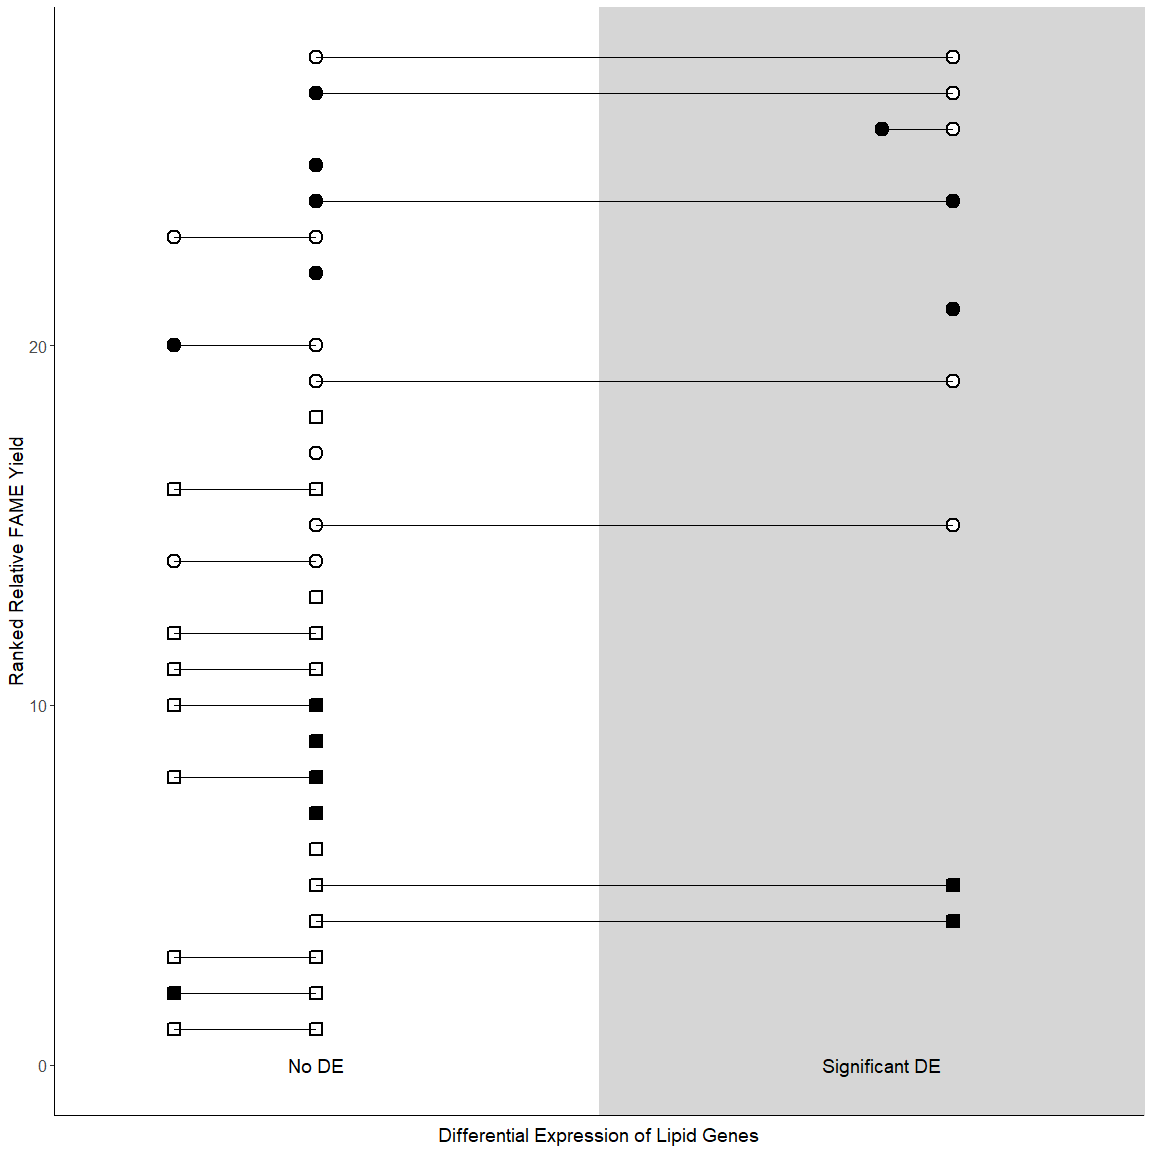 Ranked Relative FAME Yield
20
10
0
No DE
Significant DE
Differential Expression of Lipid Genes